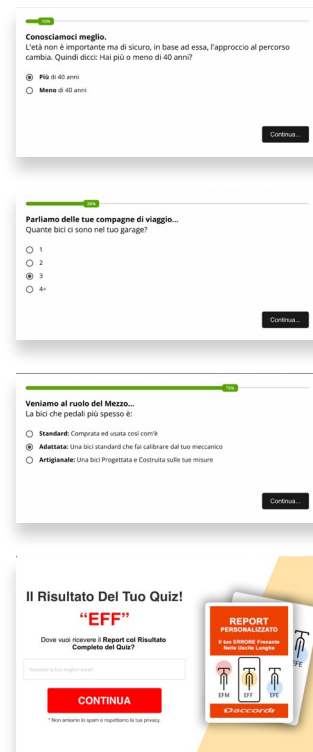 10%
Conosciamoci meglio.
L'età non è importante ma di sicuro, in base ad essa, l'approccio al percorso
cambia. Quindi dicci: Hai più o meno di 40 anni?
Più di 40 anni
Meno di 40 anni
Continua...
Parliamo delle tue compagne di viaggio...
Quante bici ci sono nel tuo garage?
1
2
3
4+
Continua...
Veniamo al ruolo del Mezzo...
La bici che pedali più spesso è:
Standard: Comprata ed usata così com'è
Adattata: Una bici standard che fai calibrare dal tuo meccanico
Artigianale: Una bici Progettata e Costruita sulle tue misure
Continua...
Il Risultato Del Tuo Quiz!
“EFF”
Dove vuoi ricevere il Report col Risultato
Completo del Quiz?
Inserisci la tua miglior email
CONTINUA
* Non amiamo lo spam e rispettiamo la tua privacy.
REPORT
PERSONALIZZATO
Il tuo ERRORE Frenante
Nelle Uscite Lunghe
EFM EFF EFE
Daccordi